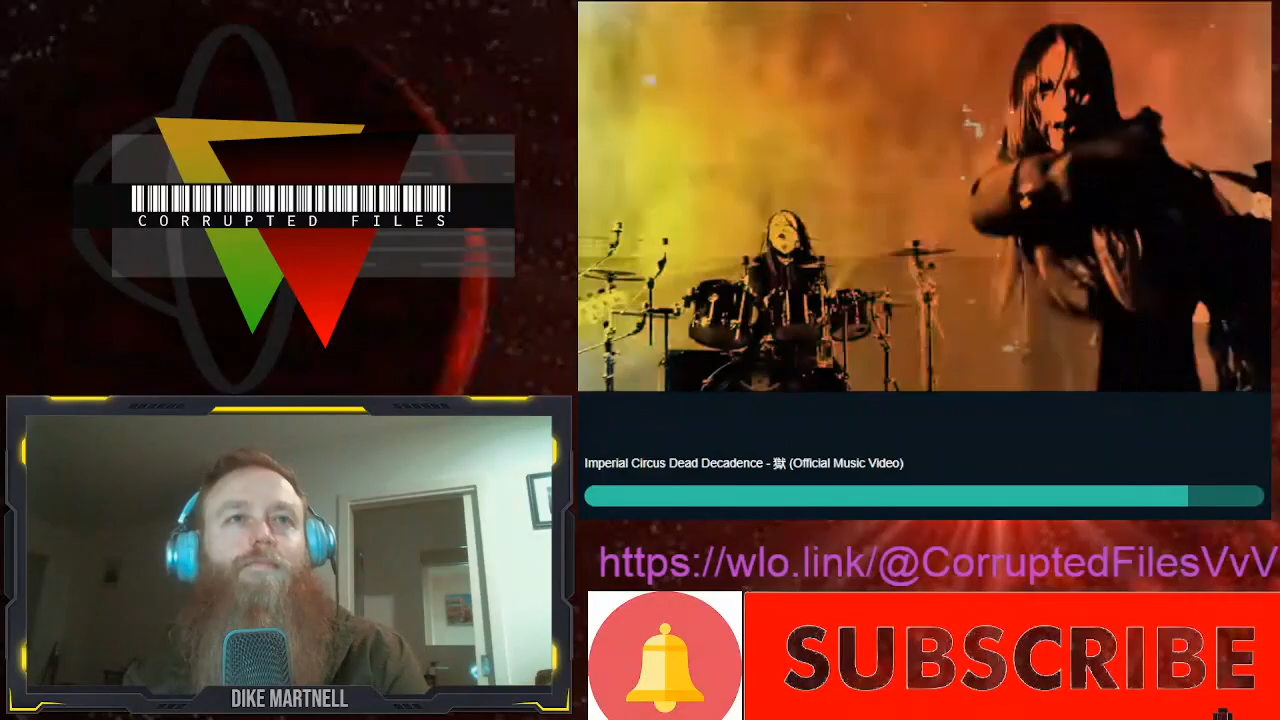 CORRUPTED FILES
Imperial Circus Dead Decadence - 獄 (Official Music Video)
https://wlo.link/@CorruptedFilesVvV
SUBSCRIBE
DIKE MARTNELL